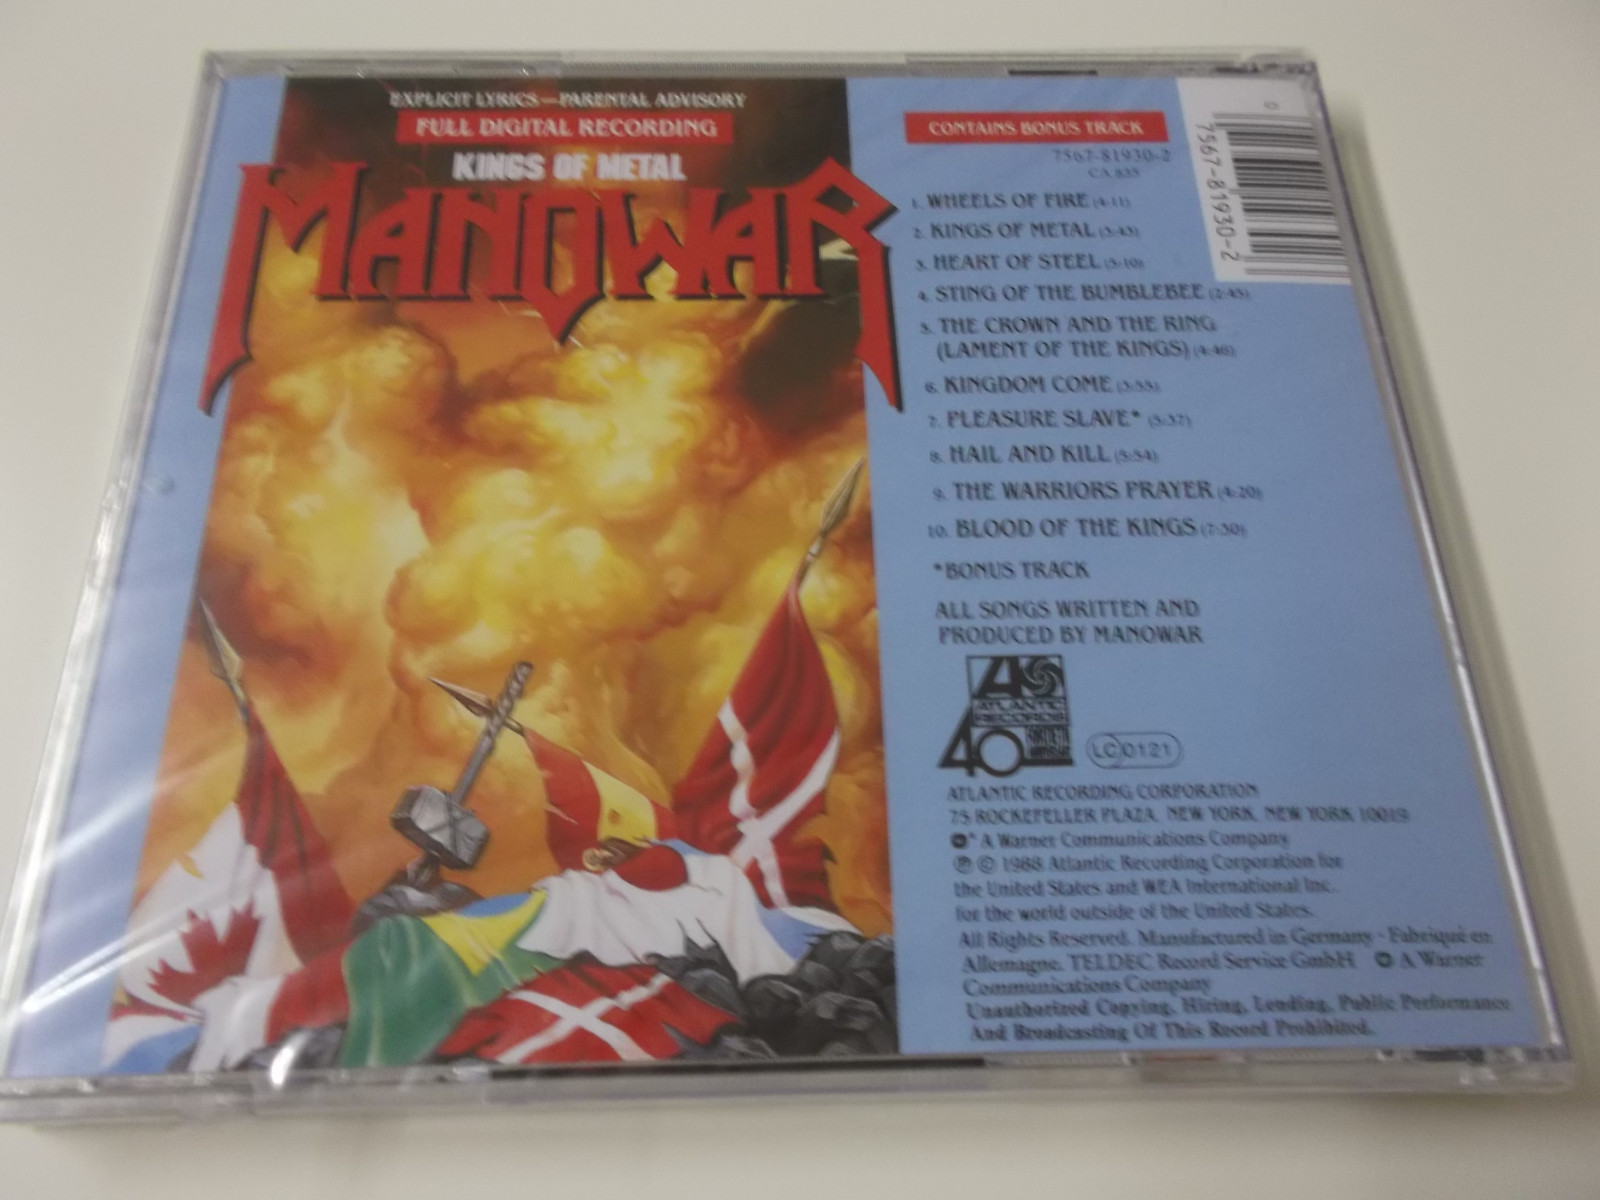 EXPLICIT LYRICS—PARENTAL ADVISORY
FULL DIGITAL RECORDING
KINGS OF METAL
MANOWAR
CONTAINS BONUS TRACK
7567-81930-2
CA 835
7567-81930-2
1. WHEELS OF FIRE (4:11)
2. KINGS OF METAL (3:43)
3. HEART OF STEEL (5:10)
4. STING OF THE BUMBLEBEE (2:45)
5. THE CROWN AND THE RING
(LAMENT OF THE KINGS) (4:46)
6. KINGDOM COME (3:55)
7. PLEASURE SLAVE* (5:37)
8. HAIL AND KILL (5:54)
9. THE WARRIORS PRAYER (4:20)
10. BLOOD OF THE KINGS (7:30)
*BONUS TRACK
ALL SONGS WRITTEN AND
PRODUCED BY MANOWAR
ATLANTIC
RECORDS
40
LC 0121
ATLANTIC RECORDING CORPORATION
75 ROCKEFELLER PLAZA, NEW YORK, NEW YORK 10019
A Warner Communications Company
℗ © 1988 Atlantic Recording Corporation for
the United States and WEA International Inc.
for the world outside of the United States.
All Rights Reserved. Manufactured in Germany · Fabriqué en
Allemagne. TELDEC Record Service GmbH A Warner
Communications Company
Unauthorized Copying, Hiring, Lending, Public Performance
And Broadcasting Of This Record Prohibited.